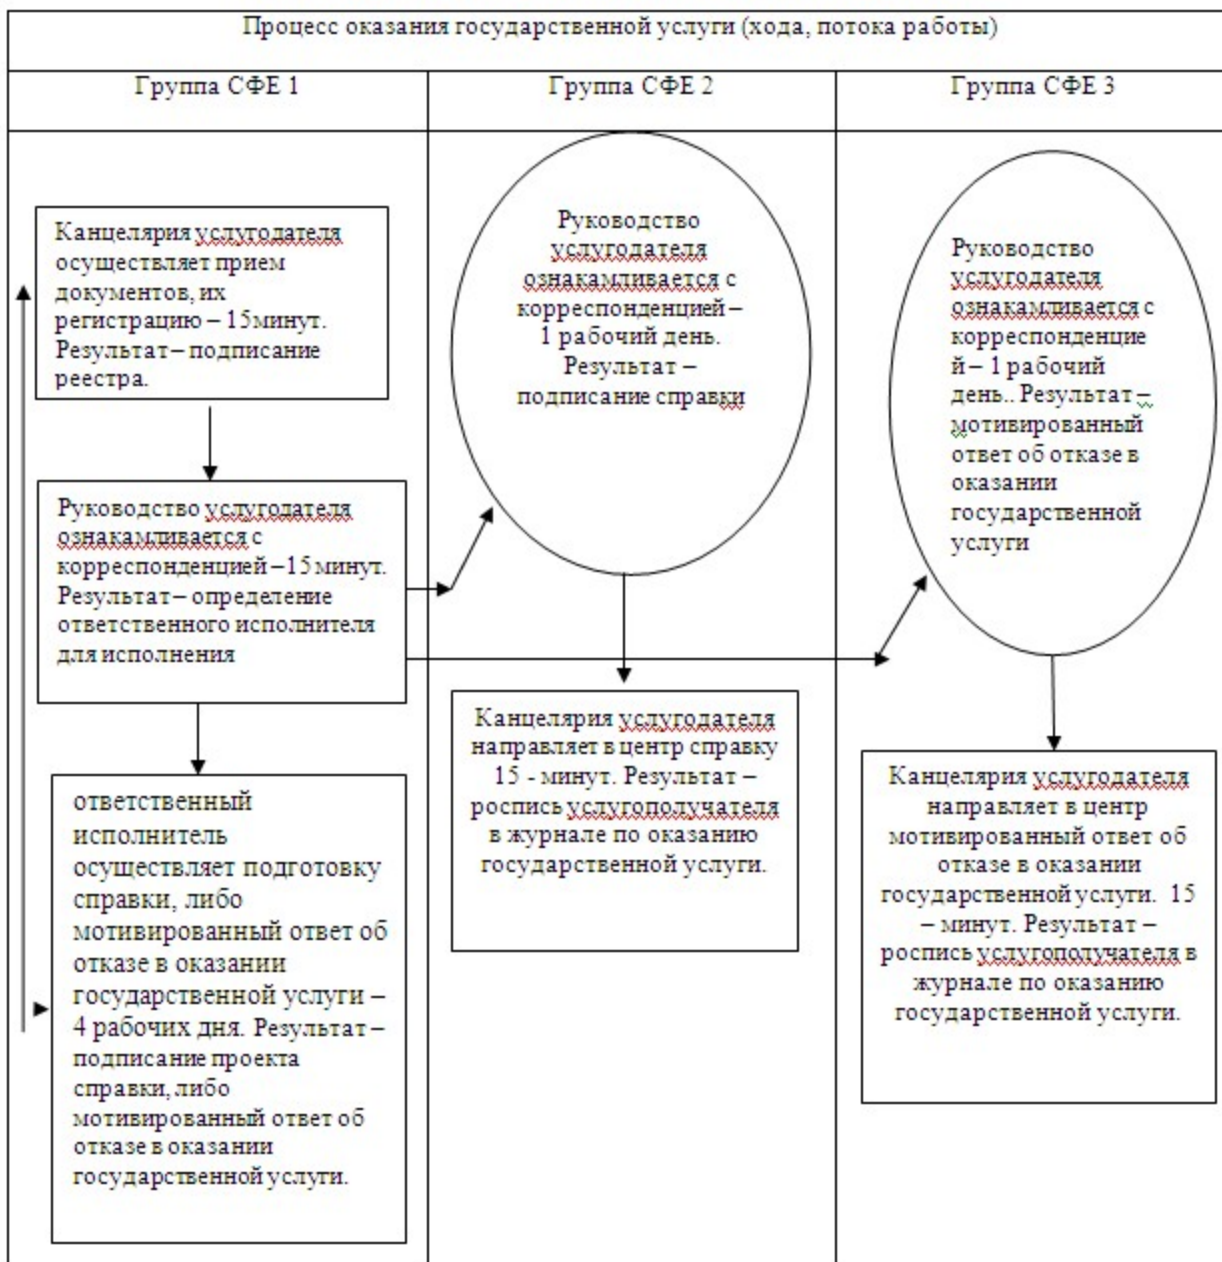 Процесс оказания государственной услуги (хода, потока работы)
Группа СФЕ 1
Группа СФЕ 2
Группа СФЕ 3
Канцелярия услугодателя
осуществляет прием
документов, их
регистрацию – 15минут.
Результат – подписание
реестра.
Руководство услугодателя
ознакамливается с
корреспонденцией –15 минут.
Результат – определение
ответственного исполнителя
для исполнения
ответственный
исполнитель
осуществляет подготовку
справки, либо
мотивированный ответ об
отказе в оказании
государственной услуги –
4 рабочих дня. Результат –
подписание проекта
справки, либо
мотивированный ответ об
отказе в оказании
государственной услуги.
Руководство
услугодателя
ознакамливается с
корреспонденцией –
1 рабочий день.
Результат –
подписание справки
Канцелярия услугодателя
направляет в центр справку
15 - минут. Результат –
роспись услугополучателя
в журнале по оказанию
государственной услуги.
Руководство
услугодателя
ознакамливается с
корреспонденцие
й – 1 рабочий
день.. Результат –
мотивированный
ответ об отказе в
оказании
государственной
услуги
Канцелярия услугодателя
направляет в центр
мотивированный ответ об
отказе в оказании
государственной услуги. 15
– минут. Результат –
роспись услугополучателя в
журнале по оказанию
государственной услуги.